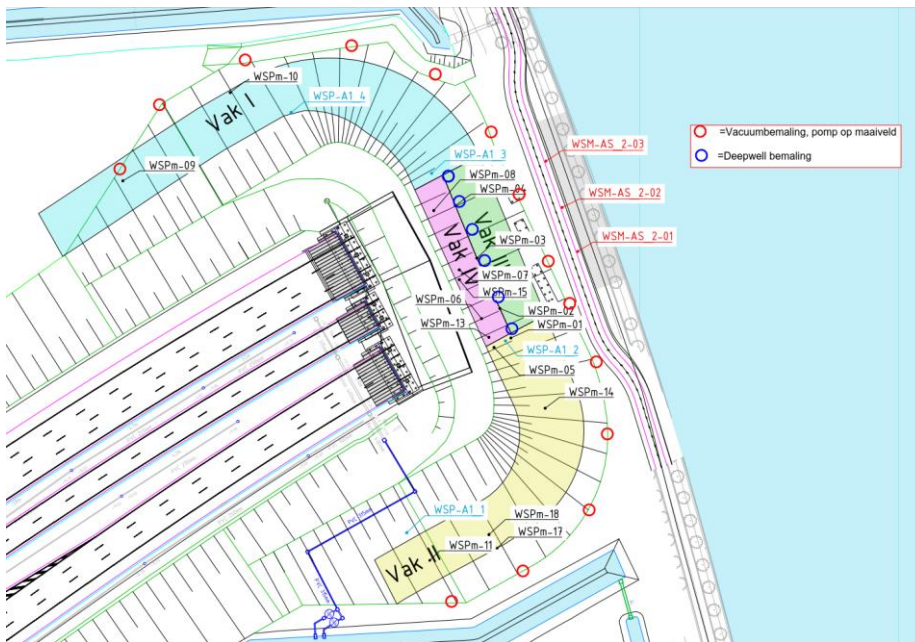 WSPm-10
WSP-A1_4
Vak I
WSPm-09
WSP-A1_3
WSPm-08
WSPm-04
Vak III
WSPm-03
Vak IV
WSPm-07
WSPm-15
WSPm-06
WSPm-02
WSPm-13
WSPm-01
WSP-A1_2
WSPm-05
WSPm-14
WSM-AS_2-03
WSM-AS_2-02
WSM-AS_2-01
=Vacuumbemaling, pomp op maaiveld
=Deepwell bemaling
WSP-A1_1
WSPm-18
WSPm-17
WSPm-11
Vak .II